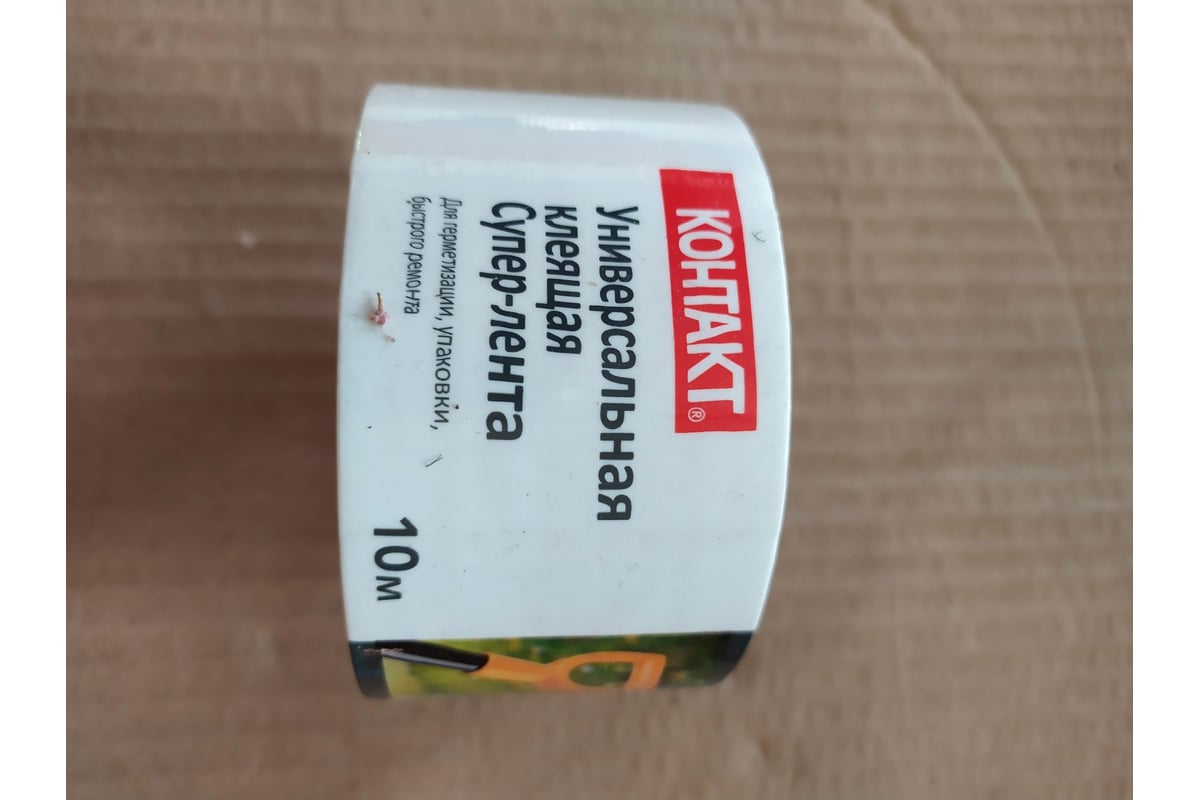 КОНТАКТ®
Универсальная
клеящая
Супер-лента
Для герметизации, упаковки,
быстрого ремонта
10м